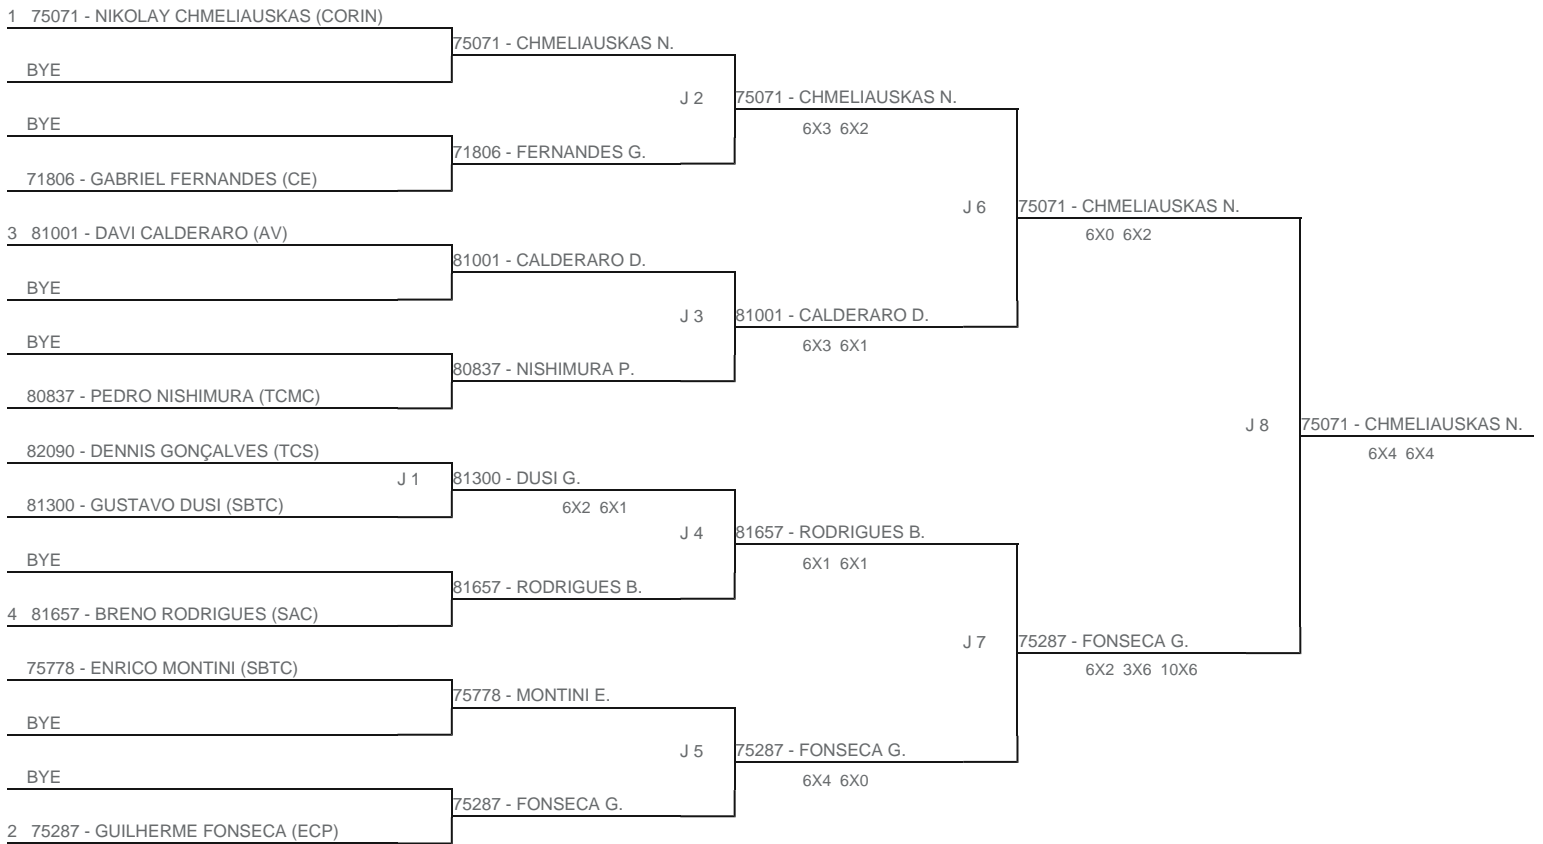 1 75071 - NIKOLAY CHMELIAUSKAS (CORIN)
75071 - CHMELIAUSKAS N.
BYE
J 2
75071 - CHMELIAUSKAS N.
BYE
6X3 6X2
71806 - FERNANDES G.
71806 - GABRIEL FERNANDES (CE)
J 6
75071 - CHMELIAUSKAS N.
3 81001 - DAVI CALDERARO (AV)
6X0 6X2
81001 - CALDERARO D.
BYE
J 3
81001 - CALDERARO D.
BYE
6X3 6X1
80837 - NISHIMURA P.
80837 - PEDRO NISHIMURA (TCMC)
J 8
75071 - CHMELIAUSKAS N.
82090 - DENNIS GONÇALVES (TCS)
6X4 6X4
J 1
81300 - DUSI G.
81300 - GUSTAVO DUSI (SBTC)
6X2 6X1
J 4
81657 - RODRIGUES B.
BYE
6X1 6X1
81657 - RODRIGUES B.
4 81657 - BRENO RODRIGUES (SAC)
J 7
75287 - FONSECA G.
75778 - ENRICO MONTINI (SBTC)
6X2 3X6 10X6
75778 - MONTINI E.
BYE
J 5
75287 - FONSECA G.
BYE
6X4 6X0
75287 - FONSECA G.
2 75287 - GUILHERME FONSECA (ECP)